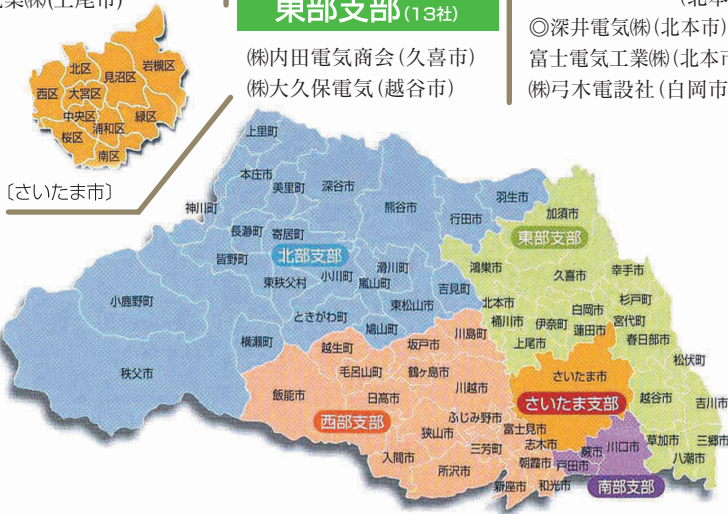 業㈱(上尾市)
東部支部(13社)
㈱内田電気商会(久喜市)
㈱大久保電気(越谷市)
(北本
◎深井電気㈱(北本市)
富士電気工業㈱(北本市
㈱弓木電設社(白岡市
北区
見沼区
岩槻区
西区
大宮区
中央区
緑区
浦和区
桜区
南区
〔さいたま市〕
上里町
本庄市
美里町
深谷市
熊谷市
羽生市
行田市
加須市
神川町
長瀞町
寄居町
東部支部
北部支部
皆野町
鴻巣市
久喜市
幸手市
滑川町
小川町
嵐山町
東秩父村
吉見町
小鹿野町
東松山市
北本市
白岡市
杉戸町
ときがわ町
桶川市
伊奈町
蓮田市
宮代町
鳩山町
川島町
春日部市
横瀬町
越生町
坂戸市
上尾市
松伏町
秩父市
毛呂山町
鶴ヶ島市
さいたま市
飯能市
日高市
川越市
越谷市
吉川市
さいたま支部
西部支部
ふじみ野市
富士見市
狭山市
志木市
川口市
草加市
三郷市
三芳町
蕨市
入間市
朝霞市
戸田市
八潮市
所沢市
新座市
和光市
南部支部